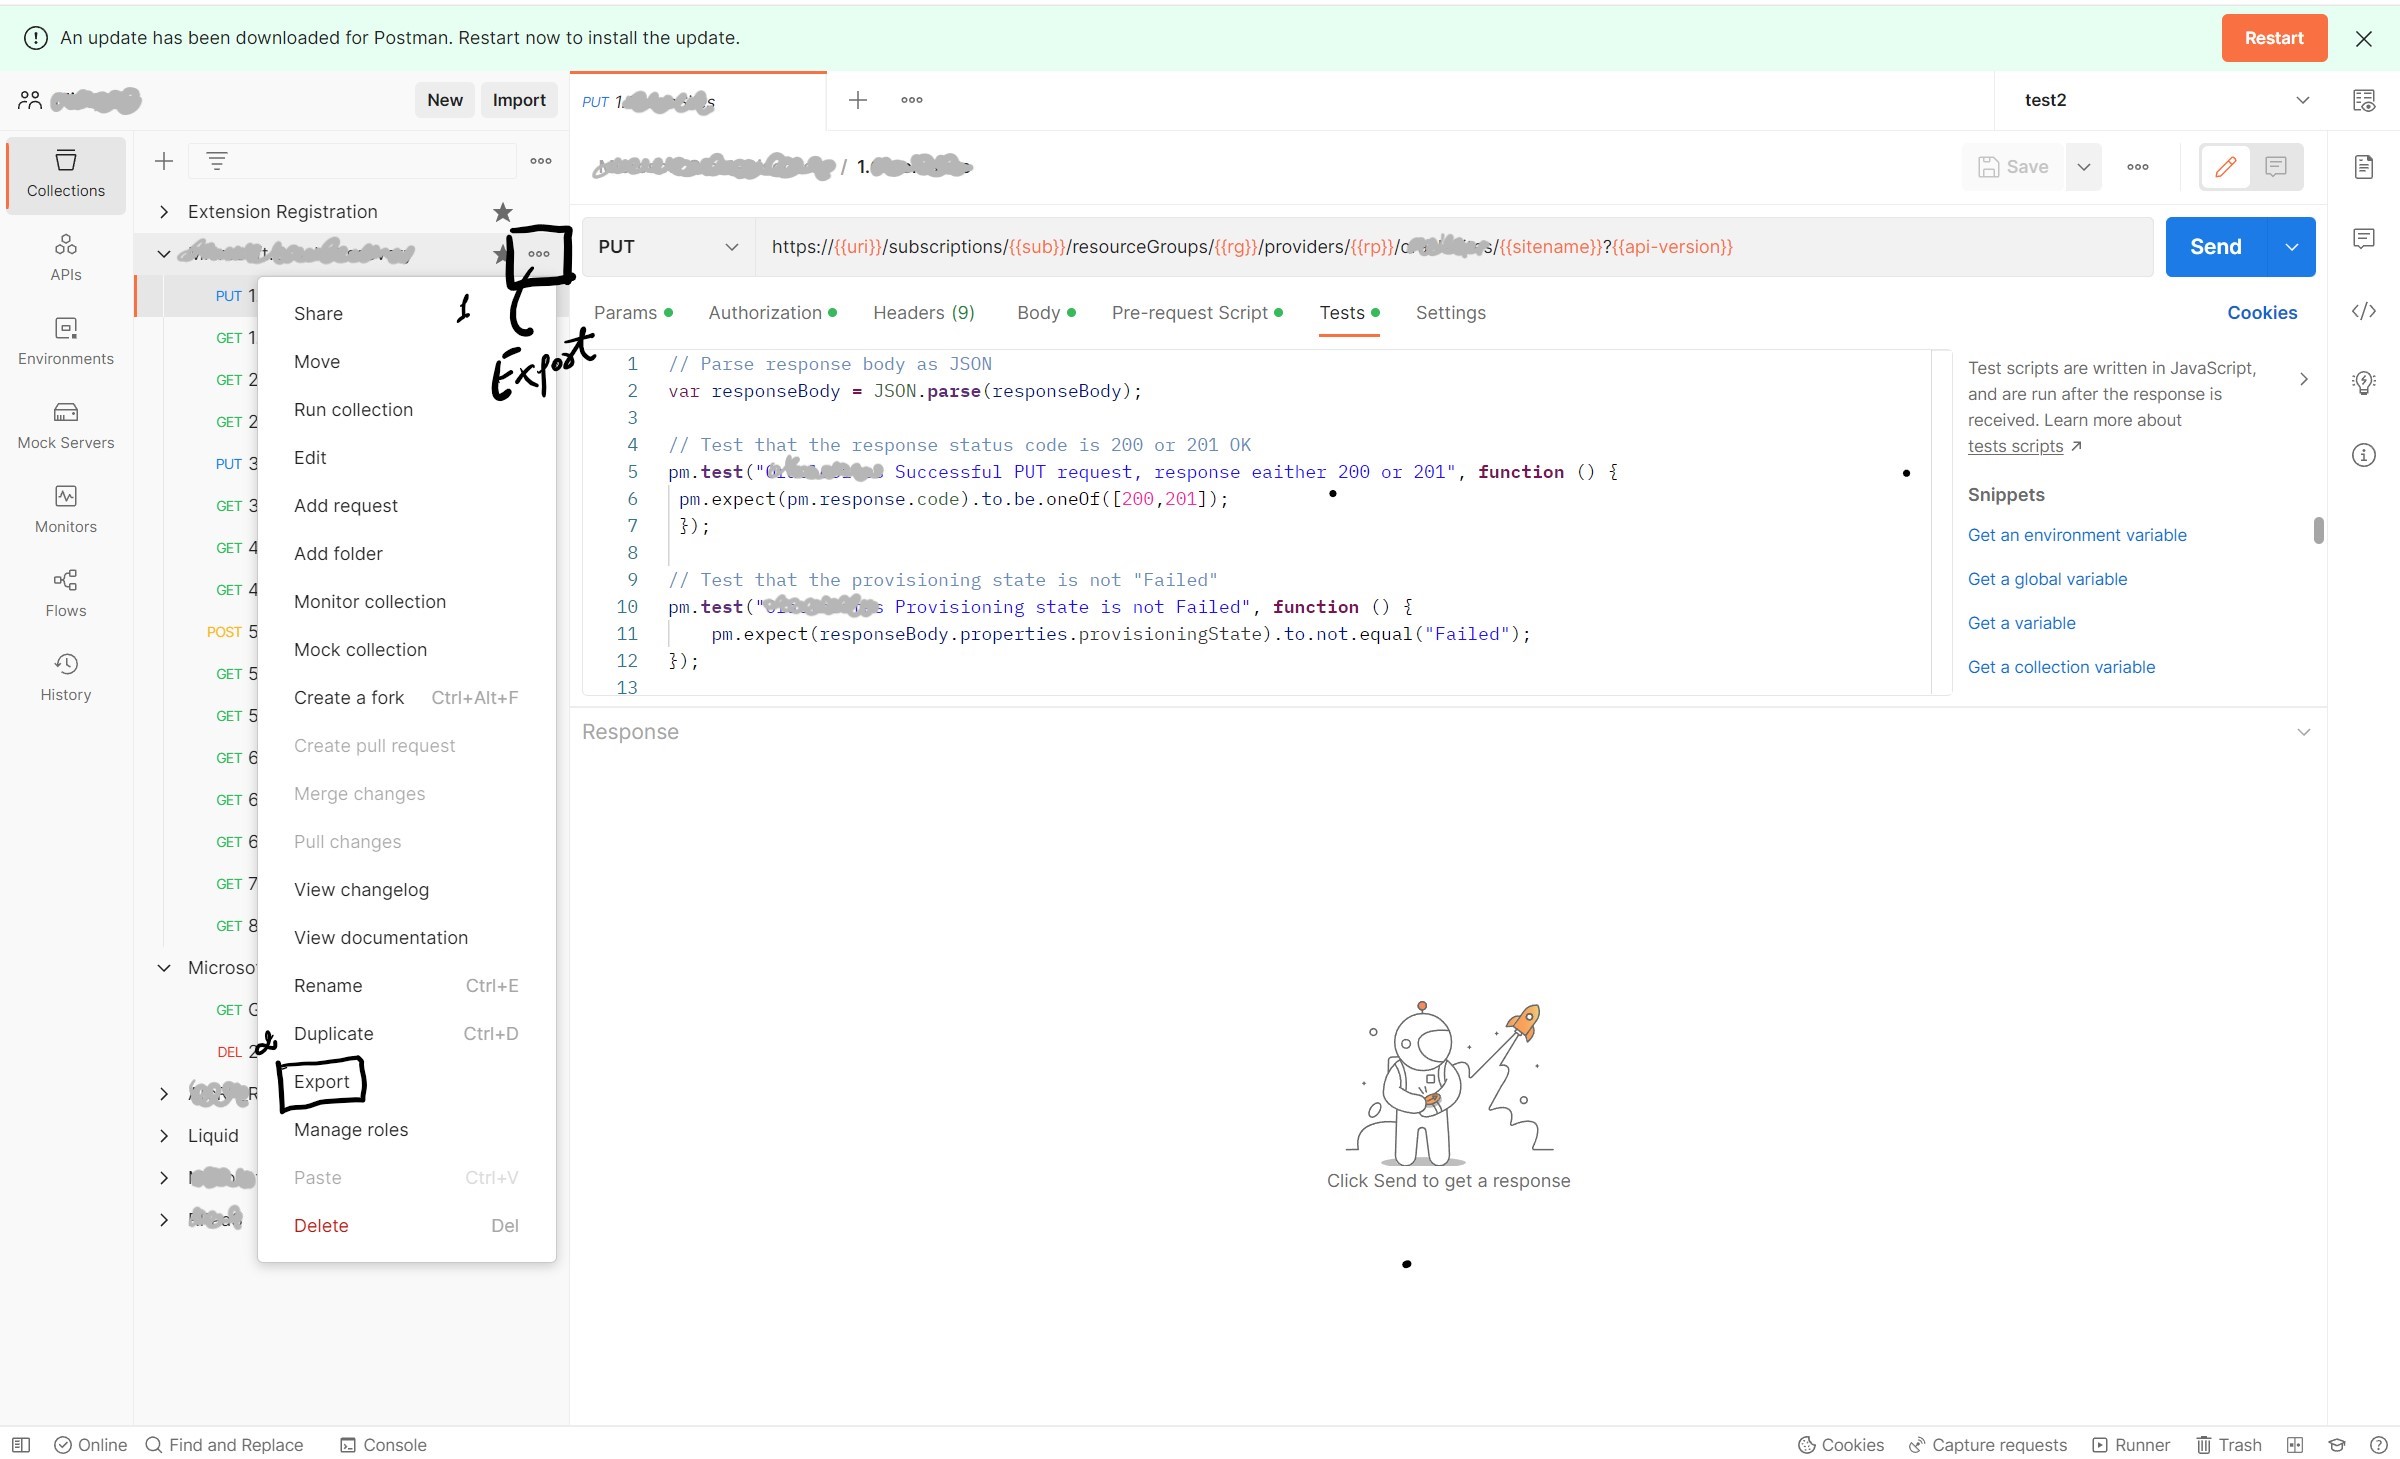 An update has been downloaded for Postman. Restart now to install the update.
Restart
New
Import
PUT
test2
Collections
APIs
Environments
Mock Servers
Monitors
Flows
History
Extension Registration
PUT 1
GET 1
GET 2
GET 2
PUT 3
GET 3
GET 4
GET 4
POST 5
GET 5
GET 5
GET 6
GET 6
GET 6
GET 7
GET 8
Microso
GET G
DEL 2
Liquid
Share
Move
Run collection
Edit
Add request
Add folder
Monitor collection
Mock collection
Create a fork Ctrl+Alt+F
Create pull request
Merge changes
Pull changes
View changelog
View documentation
Rename Ctrl+E
Duplicate Ctrl+D
Export
Manage roles
Paste Ctrl+V
Delete Del
1
Export
2
/ 1.
Save
PUT
https://{{uri}}/subscriptions/{{sub}}/resourceGroups/{{rg}}/providers/{{rp}}/ /{{sitename}}?{{api-version}}
Send
Params
Authorization
Headers (9)
Body
Pre-request Script
Tests
Settings
Cookies
1 // Parse response body as JSON
2 var responseBody = JSON.parse(responseBody);
3
4 // Test that the response status code is 200 or 201 OK
5 pm.test(" Successful PUT request, response eaither 200 or 201", function () {
6 pm.expect(pm.response.code).to.be.oneOf([200,201]);
7 });
8
9 // Test that the provisioning state is not "Failed"
10 pm.test(" Provisioning state is not Failed", function () {
11 pm.expect(responseBody.properties.provisioningState).to.not.equal("Failed");
12 });
13
Test scripts are written in JavaScript,
and are run after the response is
received. Learn more about
tests scripts
Snippets
Get an environment variable
Get a global variable
Get a variable
Get a collection variable
Response
Click Send to get a response
Online
Find and Replace
Console
Cookies
Capture requests
Runner
Trash